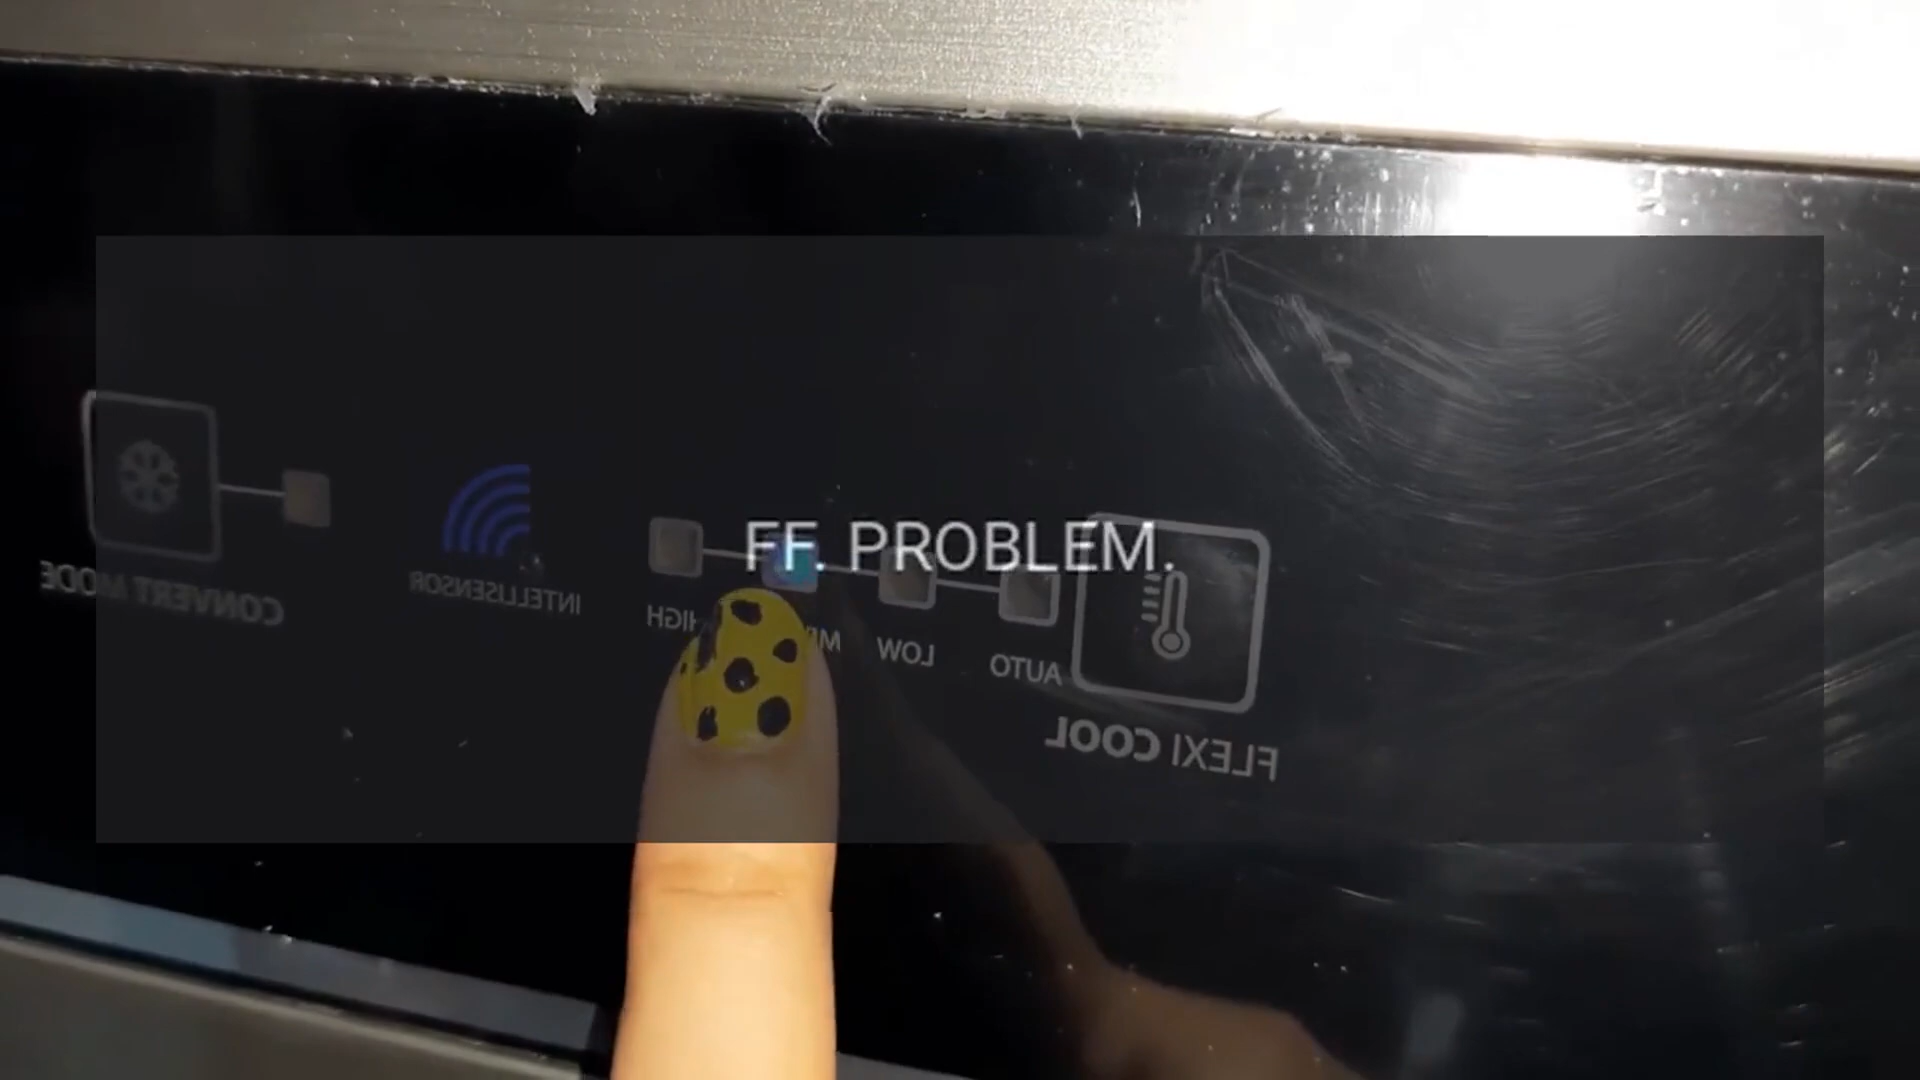 FF. PROBLEM.
CONVERT MODE
INTELLISENSOR
HIGH
LOW
AUTO
FLEXI COOL